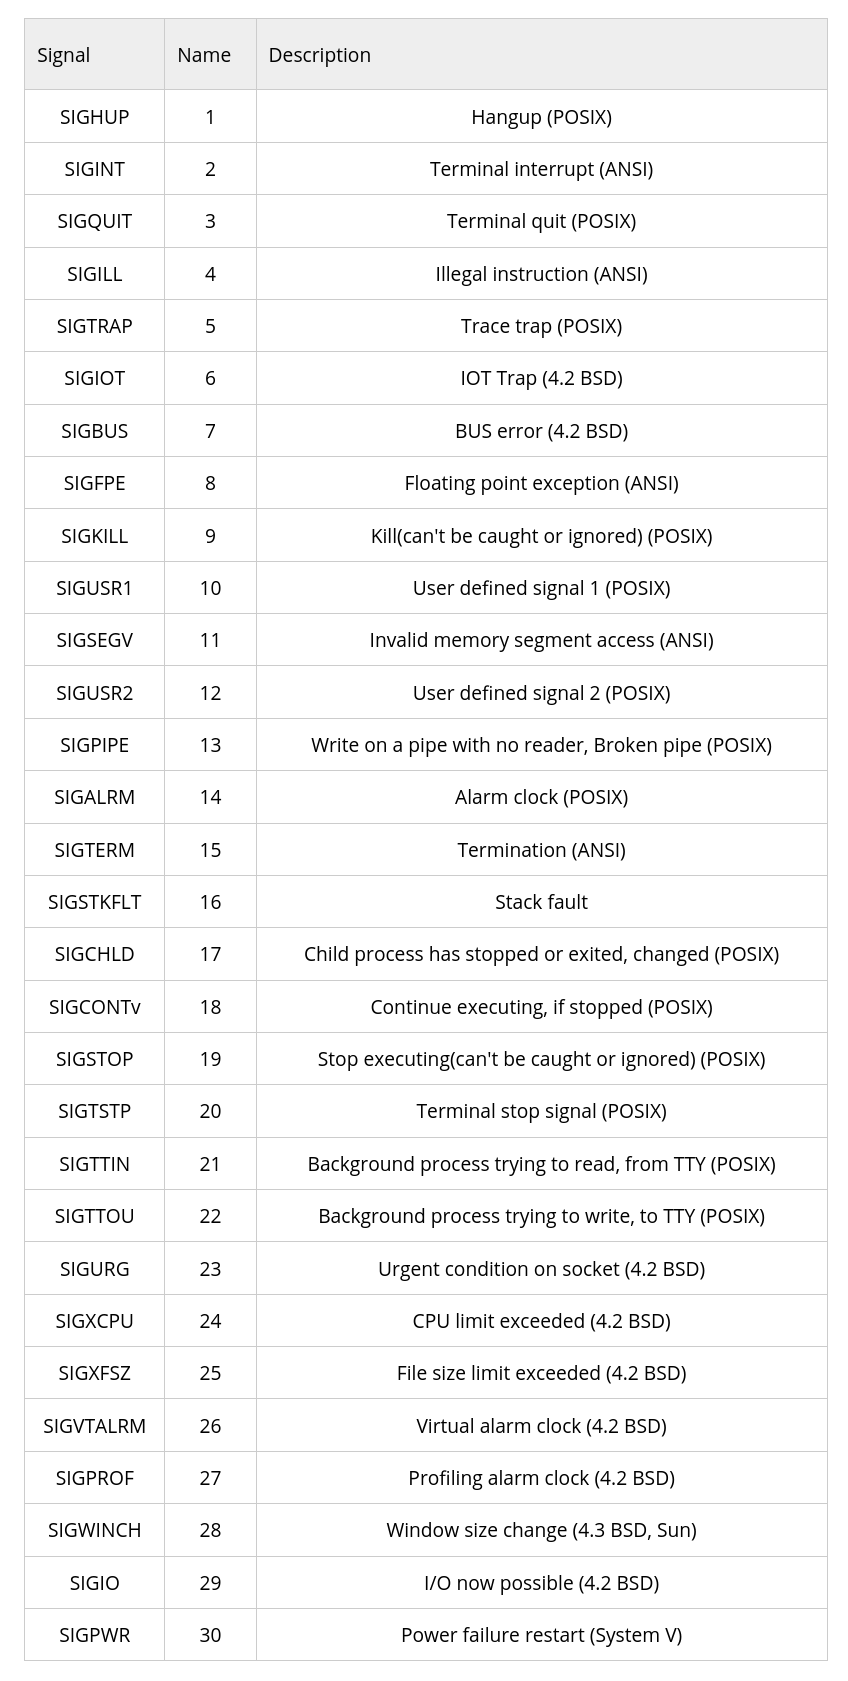 Signal Name Description
SIGHUP 1 Hangup (POSIX)
SIGINT 2 Terminal interrupt (ANSI)
SIGQUIT 3 Terminal quit (POSIX)
SIGILL 4 Illegal instruction (ANSI)
SIGTRAP 5 Trace trap (POSIX)
SIGIOT 6 IOT Trap (4.2 BSD)
SIGBUS 7 BUS error (4.2 BSD)
SIGFPE 8 Floating point exception (ANSI)
SIGKILL 9 Kill(can't be caught or ignored) (POSIX)
SIGUSR1 10 User defined signal 1 (POSIX)
SIGSEGV 11 Invalid memory segment access (ANSI)
SIGUSR2 12 User defined signal 2 (POSIX)
SIGPIPE 13 Write on a pipe with no reader, Broken pipe (POSIX)
SIGALRM 14 Alarm clock (POSIX)
SIGTERM 15 Termination (ANSI)
SIGSTKFLT 16 Stack fault
SIGCHLD 17 Child process has stopped or exited, changed (POSIX)
SIGCONTv 18 Continue executing, if stopped (POSIX)
SIGSTOP 19 Stop executing(can't be caught or ignored) (POSIX)
SIGTSTP 20 Terminal stop signal (POSIX)
SIGTTIN 21 Background process trying to read, from TTY (POSIX)
SIGTTOU 22 Background process trying to write, to TTY (POSIX)
SIGURG 23 Urgent condition on socket (4.2 BSD)
SIGXCPU 24 CPU limit exceeded (4.2 BSD)
SIGXFSZ 25 File size limit exceeded (4.2 BSD)
SIGVTALRM 26 Virtual alarm clock (4.2 BSD)
SIGPROF 27 Profiling alarm clock (4.2 BSD)
SIGWINCH 28 Window size change (4.3 BSD, Sun)
SIGIO 29 I/O now possible (4.2 BSD)
SIGPWR 30 Power failure restart (System V)